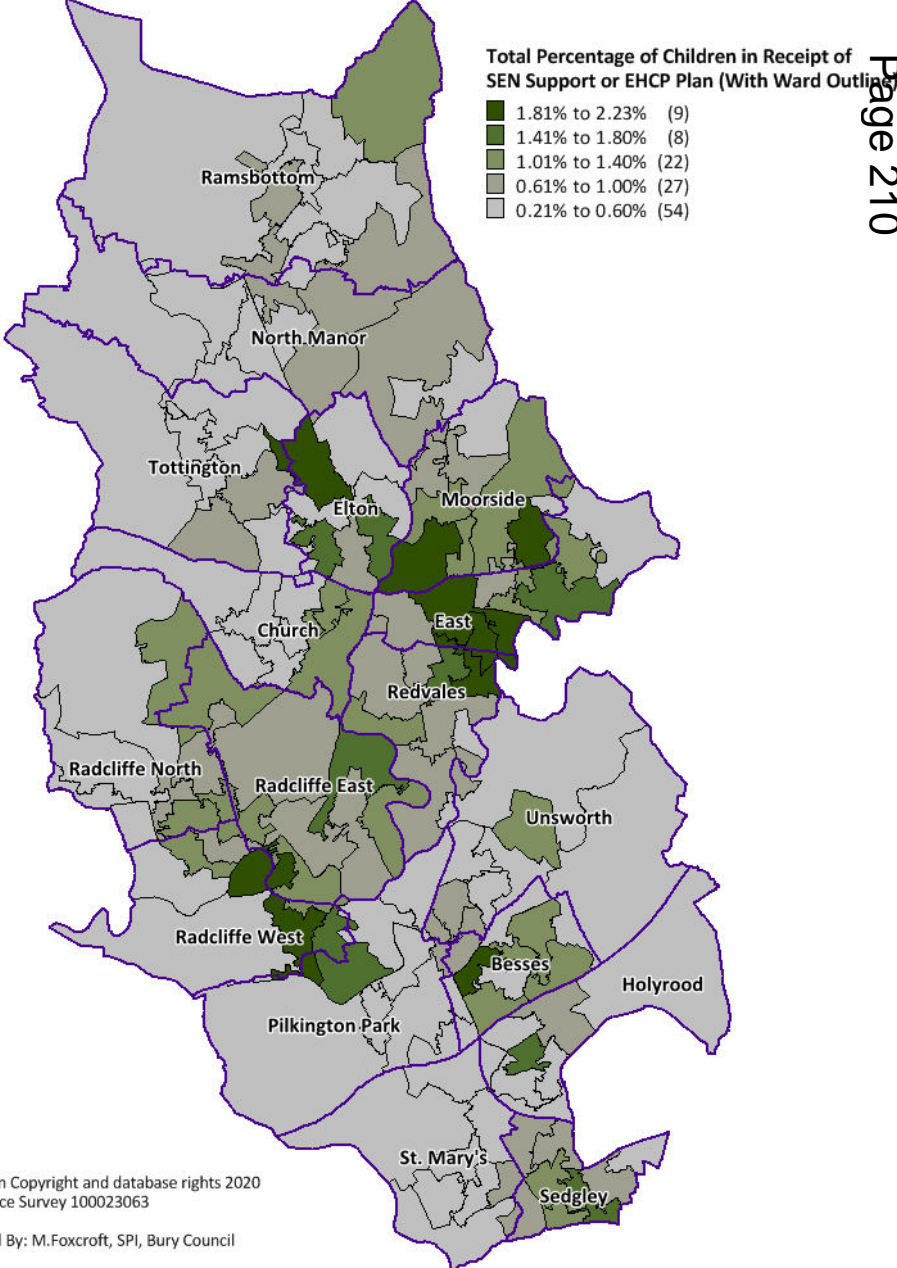 Total Percentage of Children in Receipt of
SEN Support or EHCP Plan (With Ward Outline)
1.81% to 2.23% (9)
1.41% to 1.80% (8)
1.01% to 1.40% (22)
0.61% to 1.00% (27)
0.21% to 0.60% (54)
Page 210
Ramsbottom
North Manor
Tottington
Elton
Moorside
Church
East
Redvales
Radcliffe North
Radcliffe East
Unsworth
Radcliffe West
Besses
Holyrood
Pilkington Park
St. Mary's
Sedgley
n Copyright and database rights 2020
ce Survey 100023063
d By: M.Foxcroft, SPI, Bury Council